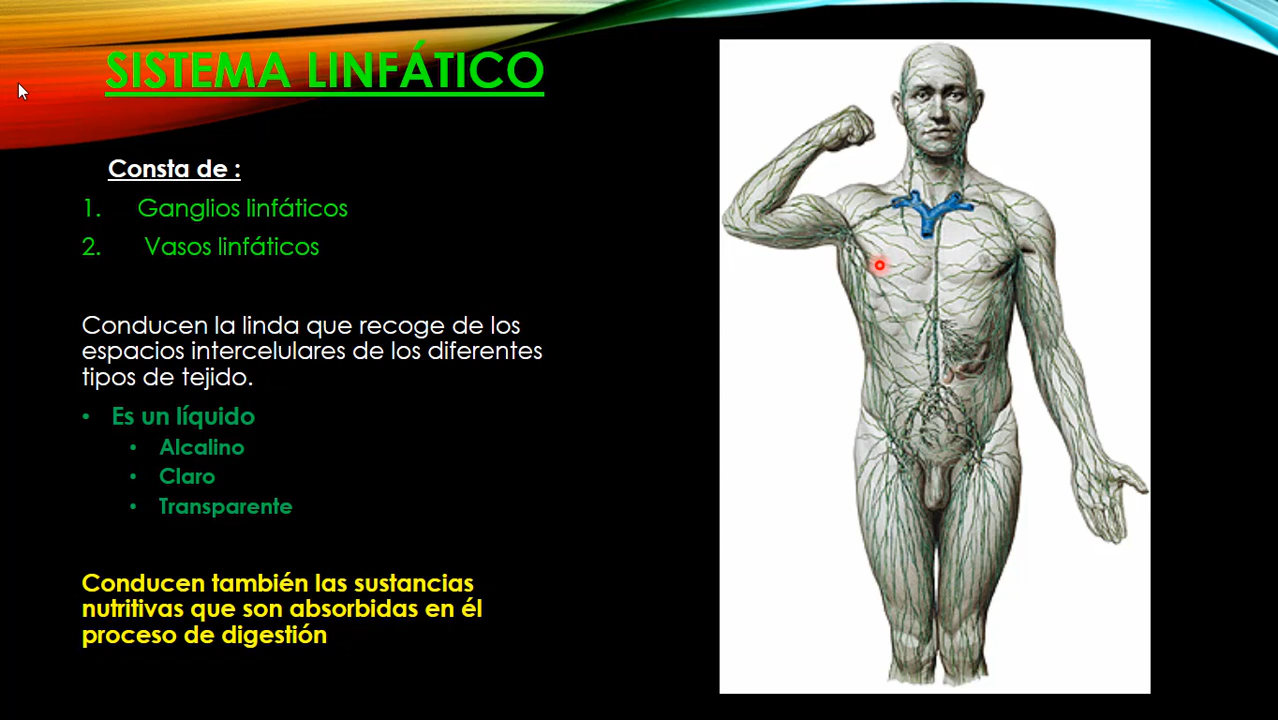 SISTEMA LINFÁTICO
Consta de :
1. Ganglios linfáticos
2. Vasos linfáticos
Conducen la linda que recoge de los
espacios intercelulares de los diferentes
tipos de tejido.
• Es un líquido
• Alcalino
• Claro
• Transparente
Conducen también las sustancias
nutritivas que son absorbidas en él
proceso de digestión